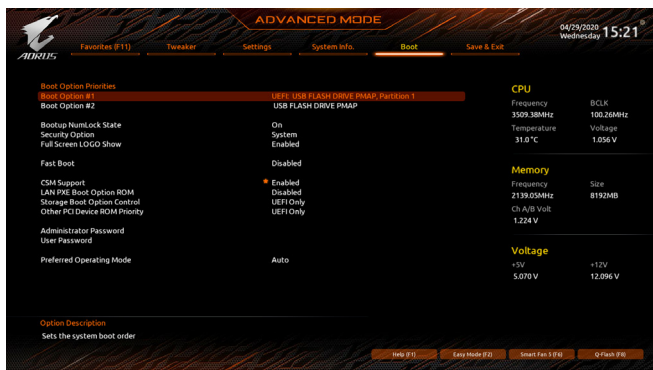 ADVANCED MODE
04/29/2020
Wednesday 15:21
AORUS
Favorites (F11) Tweaker Settings System Info. Boot Save & Exit
Boot Option Priorities
Boot Option #1 UEFI: USB FLASH DRIVE PMAP, Partition 1
Boot Option #2 USB FLASH DRIVE PMAP
Bootup NumLock State On
Security Option System
Full Screen LOGO Show Enabled
Fast Boot Disabled
CSM Support Enabled
LAN PXE Boot Option ROM Disabled
Storage Boot Option Control UEFI Only
Other PCI Device ROM Priority UEFI Only
Administrator Password
User Password
Preferred Operating Mode Auto
CPU
Frequency BCLK
3509.38MHz 100.26MHz
Temperature Voltage
31.0 °C 1.056 V
Memory
Frequency Size
2139.05MHz 8192MB
Ch A/B Volt
1.224 V
Voltage
+5V +12V
5.070 V 12.096 V
Option Description
Sets the system boot order
Help (F1) Easy Mode (F2) Smart Fan 5 (F6) Q-Flash (F8)